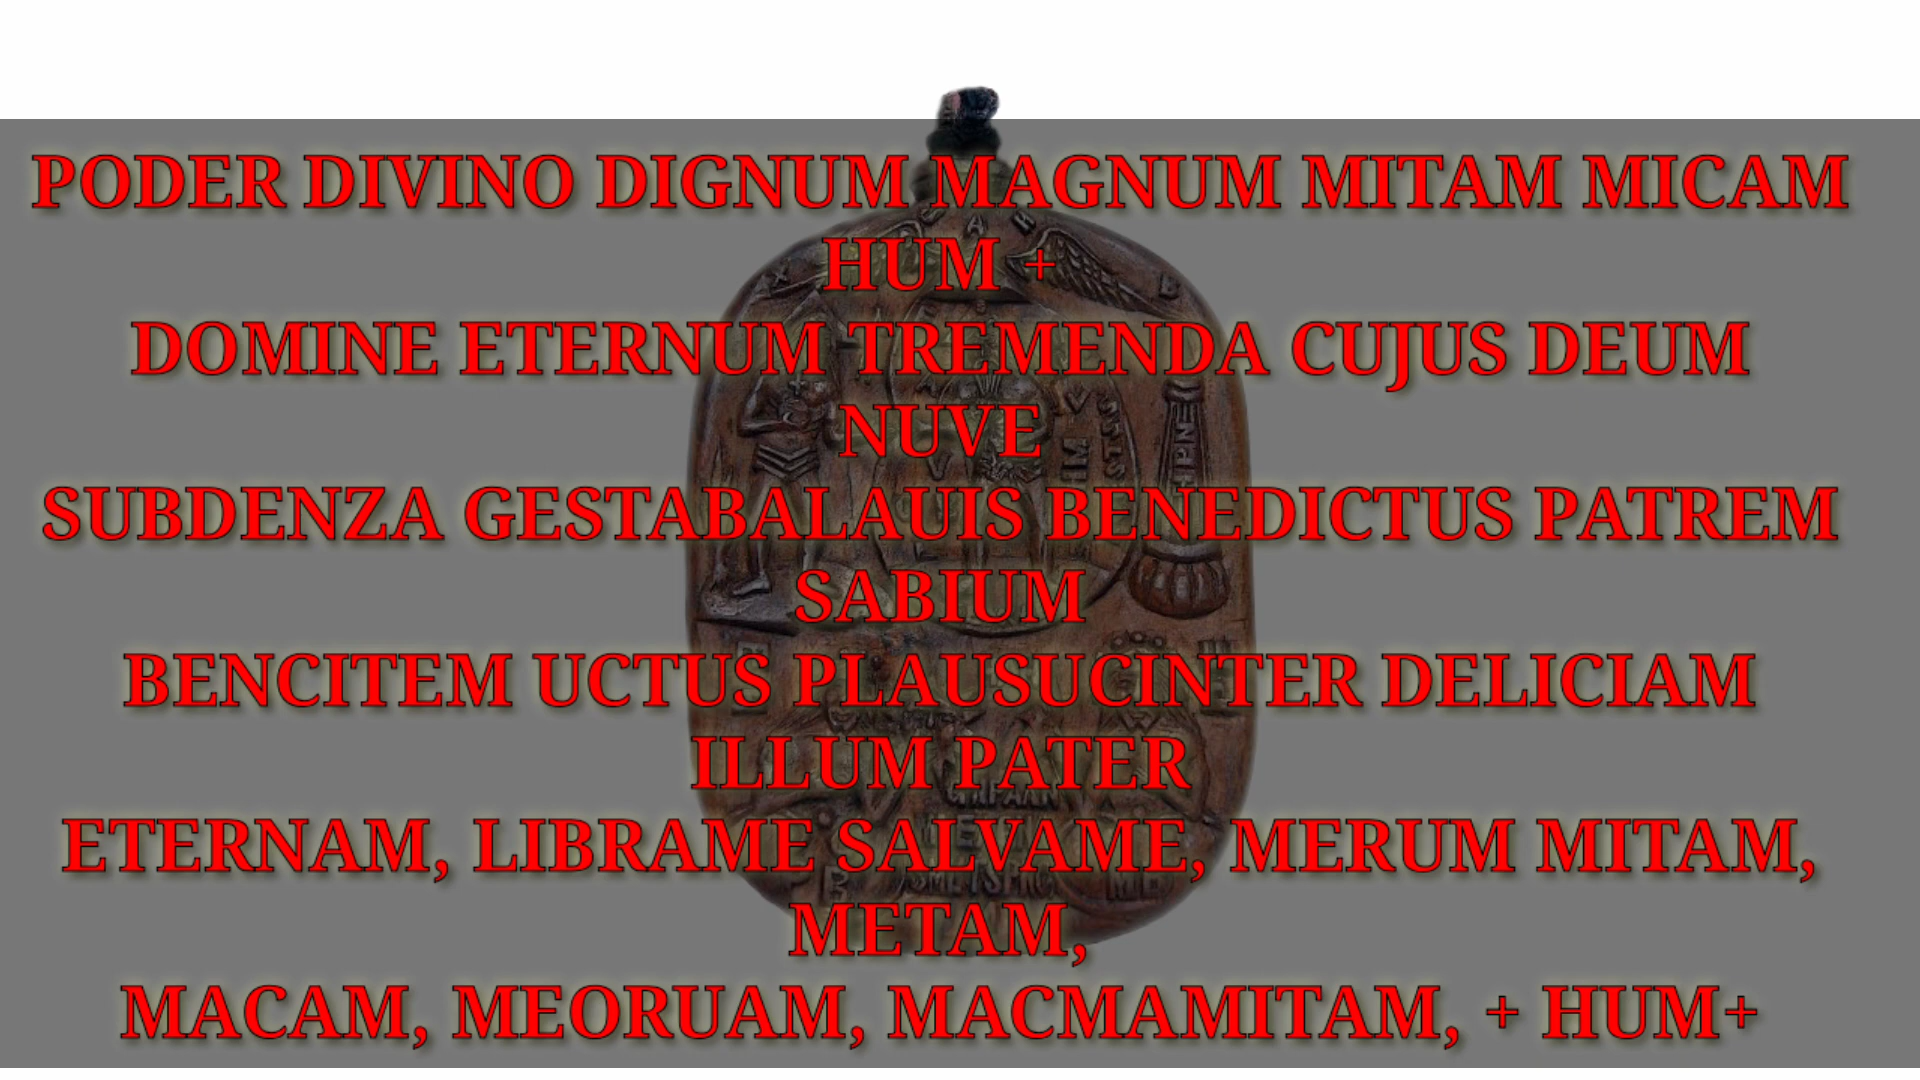 PODER DIVINO DIGNUM MAGNUM MITAM MICAM
HUM +
DOMINE ETERNUM TREMENDA CUJUS DEUM
NUVE
SUBDENZA GESTABALAUIS BENEDICTUS PATREM
SABIUM
BENCITEM UCTUS PLAUSUCINTER DELICIAM
ILLUM PATER
ETERNAM, LIBRAME SALVAME, MERUM MITAM,
METAM,
MACAM, MEORUAM, MACMAMITAM, + HUM+